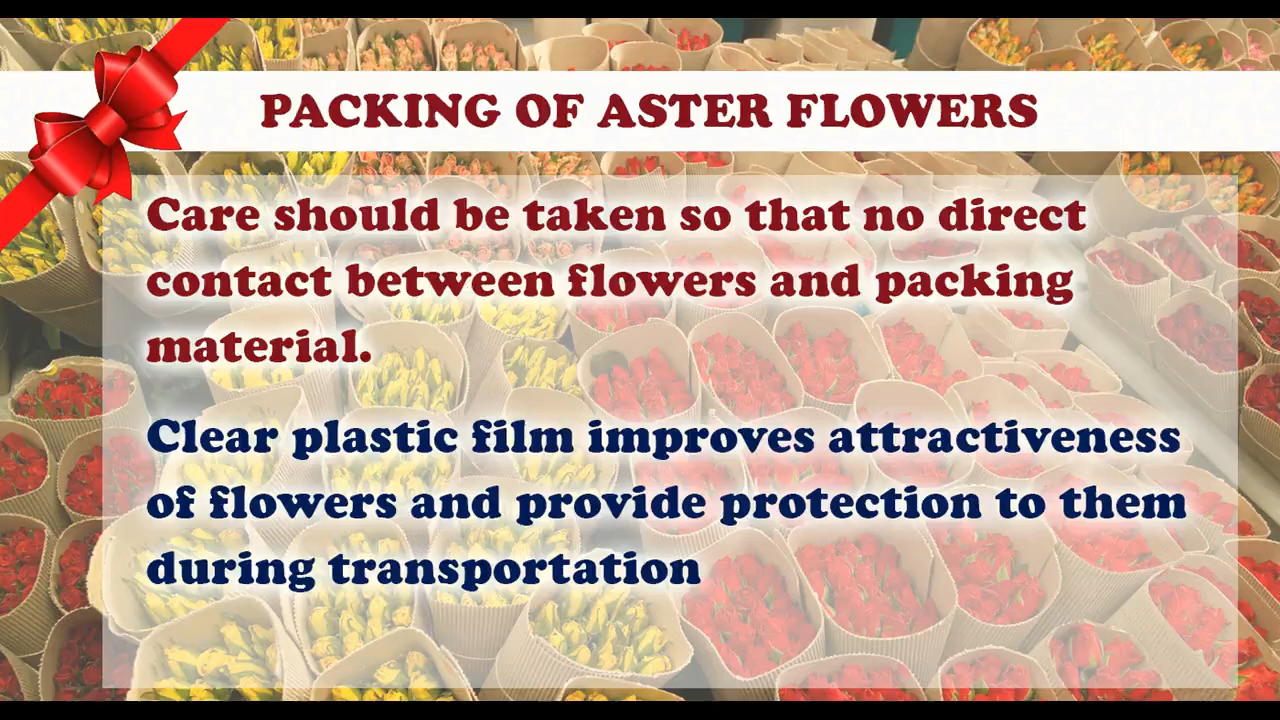 PACKING OF ASTER FLOWERS
Care should be taken so that no direct
contact between flowers and packing
material.
Clear plastic film improves attractiveness
of flowers and provide protection to them
during transportation